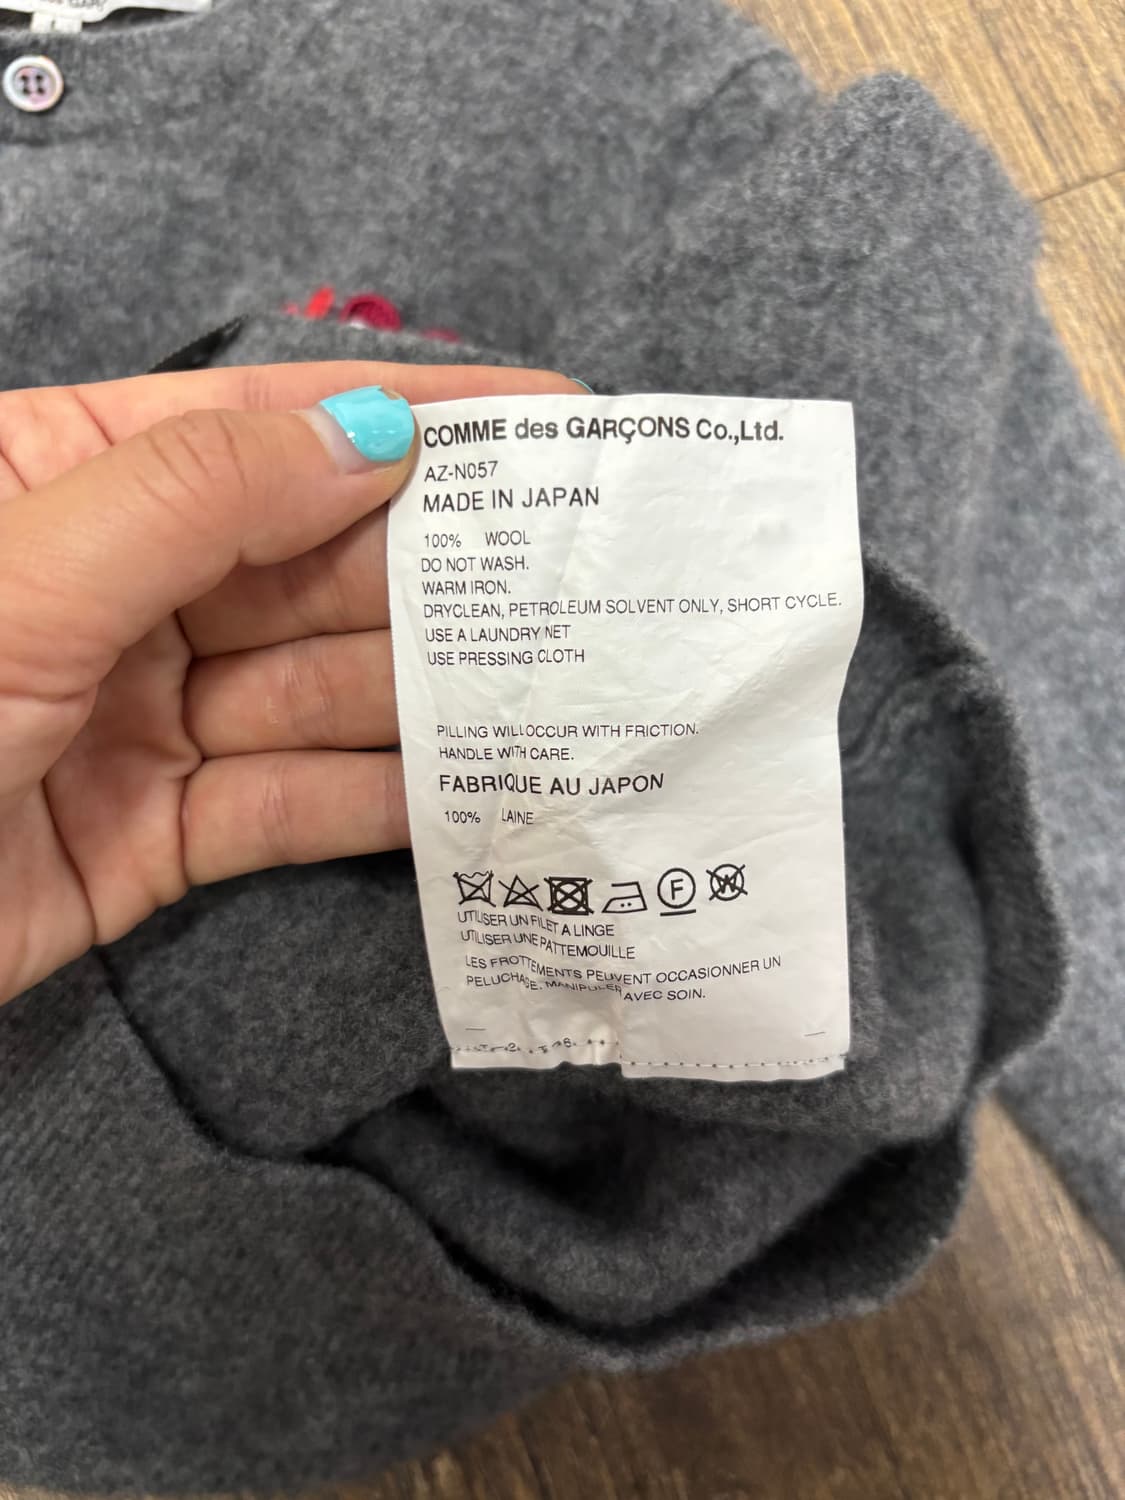 COMME des GARÇONS Co.,Ltd.
AZ-N057
MADE IN JAPAN
100% WOOL
DO NOT WASH.
WARM IRON.
DRYCLEAN, PETROLEUM SOLVENT ONLY, SHORT CYCLE.
USE A LAUNDRY NET
USE PRESSING CLOTH
PILLING WILL OCCUR WITH FRICTION.
HANDLE WITH CARE.
FABRIQUE AU JAPON
100% LAINE
F W
UTILISER UN FILET A LINGE
UTILISER UNE PATTEMOUILLE
LES FROTTEMENTS PEUVENT OCCASIONNER UN
PELUCHAGE. MANIPULER AVEC SOIN.